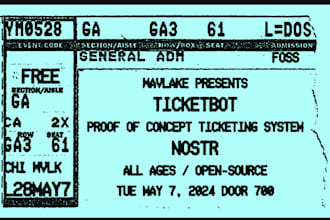 VM0528 GA GA3 61 L=DOS
EVENT CODE SECTION/AISLE ROW/BOX SEAT ADMISSION
GENERAL ADM FOSS
FREE
SECTION/AISLE
GA
CA 2X
ROW SEAT
GA3 61
CHI MVLK
L28MAY7
MAVLAKE PRESENTS
TICKETBOT
PROOF OF CONCEPT TICKETING SYSTEM
NOSTR
ALL AGES / OPEN-SOURCE
TUE MAY 7, 2024 DOOR 700